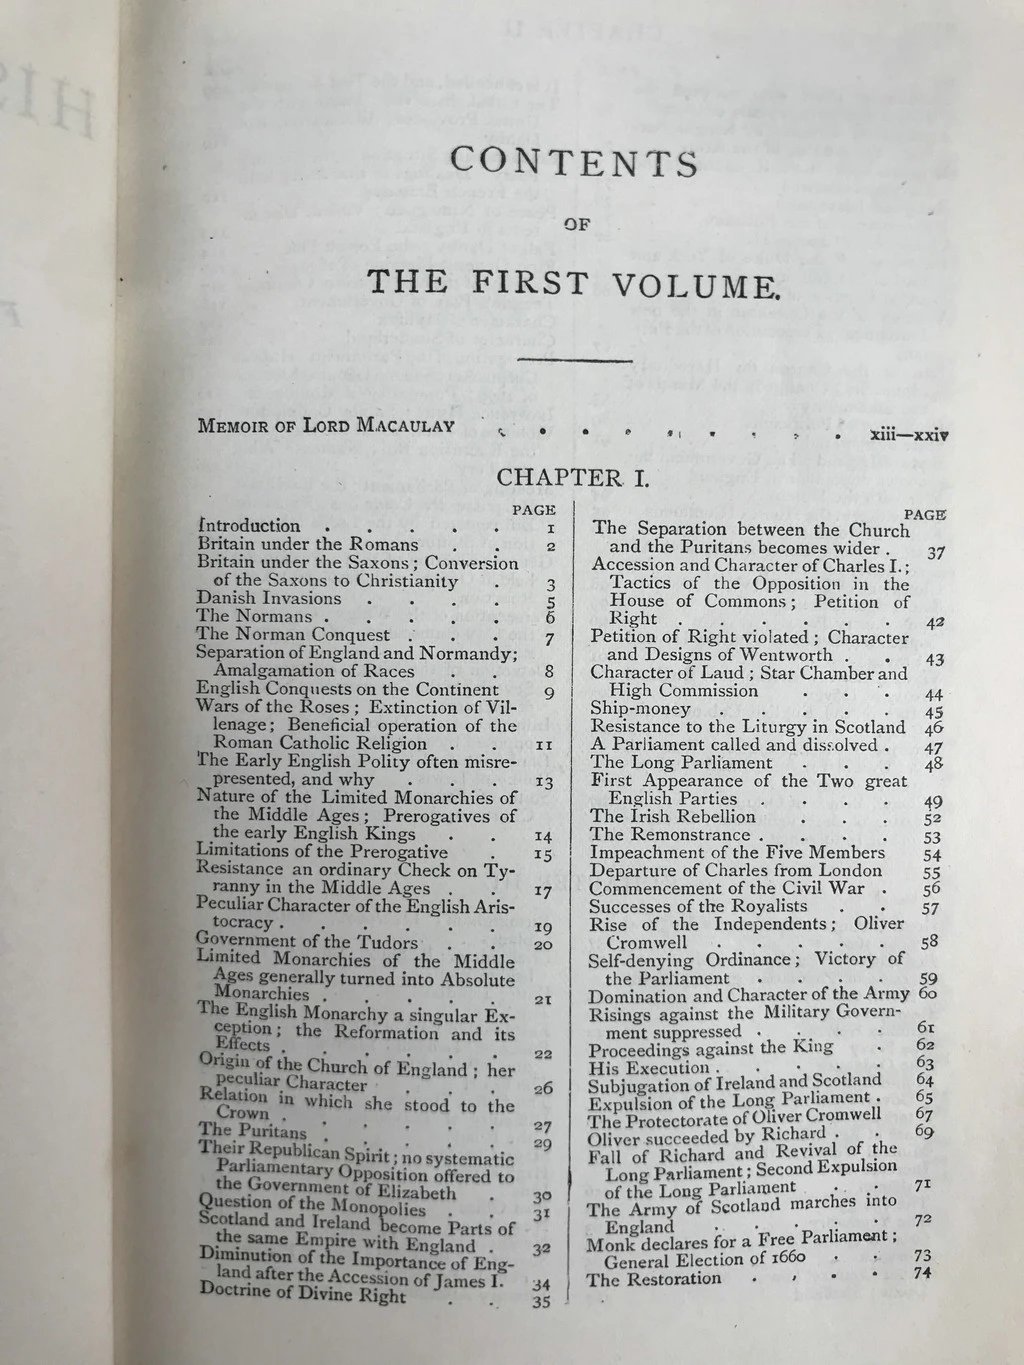 CONTENTS
OF
THE FIRST VOLUME.
MEMOIR OF LORD MACAULAY . . . . . . . . . xiii—xxiv
CHAPTER I.
PAGE
Introduction . . . . . 1
Britain under the Romans . . 2
Britain under the Saxons; Conversion
of the Saxons to Christianity . 3
Danish Invasions . . . . 5
The Normans . . . . . 6
The Norman Conquest . . . 7
Separation of England and Normandy;
Amalgamation of Races . . 8
English Conquests on the Continent 9
Wars of the Roses; Extinction of Vil-
lenage; Beneficial operation of the
Roman Catholic Religion . . 11
The Early English Polity often misre-
presented, and why . . . 13
Nature of the Limited Monarchies of
the Middle Ages; Prerogatives of
the early English Kings . . 14
Limitations of the Prerogative . 15
Resistance an ordinary Check on Ty-
ranny in the Middle Ages . . 17
Peculiar Character of the English Aris-
tocracy . . . . . . 19
Government of the Tudors . . 20
Limited Monarchies of the Middle
Ages generally turned into Absolute
Monarchies . . . . . 21
The English Monarchy a singular Ex-
ception; the Reformation and its
Effects . . . . . . 22
Origin of the Church of England; her
peculiar Character . . . 26
Relation in which she stood to the
Crown . . . . . . 27
The Puritans . . . . . 29
Their Republican Spirit; no systematic
Parliamentary Opposition offered to
the Government of Elizabeth . 30
Question of the Monopolies . . 31
Scotland and Ireland become Parts of
the same Empire with England . 32
Diminution of the Importance of Eng-
land after the Accession of James I. 34
Doctrine of Divine Right . . 35
PAGE
The Separation between the Church
and the Puritans becomes wider . 37
Accession and Character of Charles I.;
Tactics of the Opposition in the
House of Commons; Petition of
Right . . . . . . 42
Petition of Right violated; Character
and Designs of Wentworth . . 43
Character of Laud; Star Chamber and
High Commission . . . 44
Ship-money . . . . . 45
Resistance to the Liturgy in Scotland 46
A Parliament called and dissolved . 47
The Long Parliament . . . 48
First Appearance of the Two great
English Parties . . . . 49
The Irish Rebellion . . . 52
The Remonstrance . . . . 53
Impeachment of the Five Members 54
Departure of Charles from London 55
Commencement of the Civil War . 56
Successes of the Royalists . . 57
Rise of the Independents; Oliver
Cromwell . . . . . 58
Self-denying Ordinance; Victory of
the Parliament . . . . 59
Domination and Character of the Army 60
Risings against the Military Govern-
ment suppressed . . . . 61
Proceedings against the King . 62
His Execution . . . . . 63
Subjugation of Ireland and Scotland 64
Expulsion of the Long Parliament . 65
The Protectorate of Oliver Cromwell 67
Oliver succeeded by Richard . . 69
Fall of Richard and Revival of the
Long Parliament; Second Expulsion
of the Long Parliament . . 71
The Army of Scotland marches into
England . . . . . 72
Monk declares for a Free Parliament;
General Election of 1660 . . 73
The Restoration . . . . 74